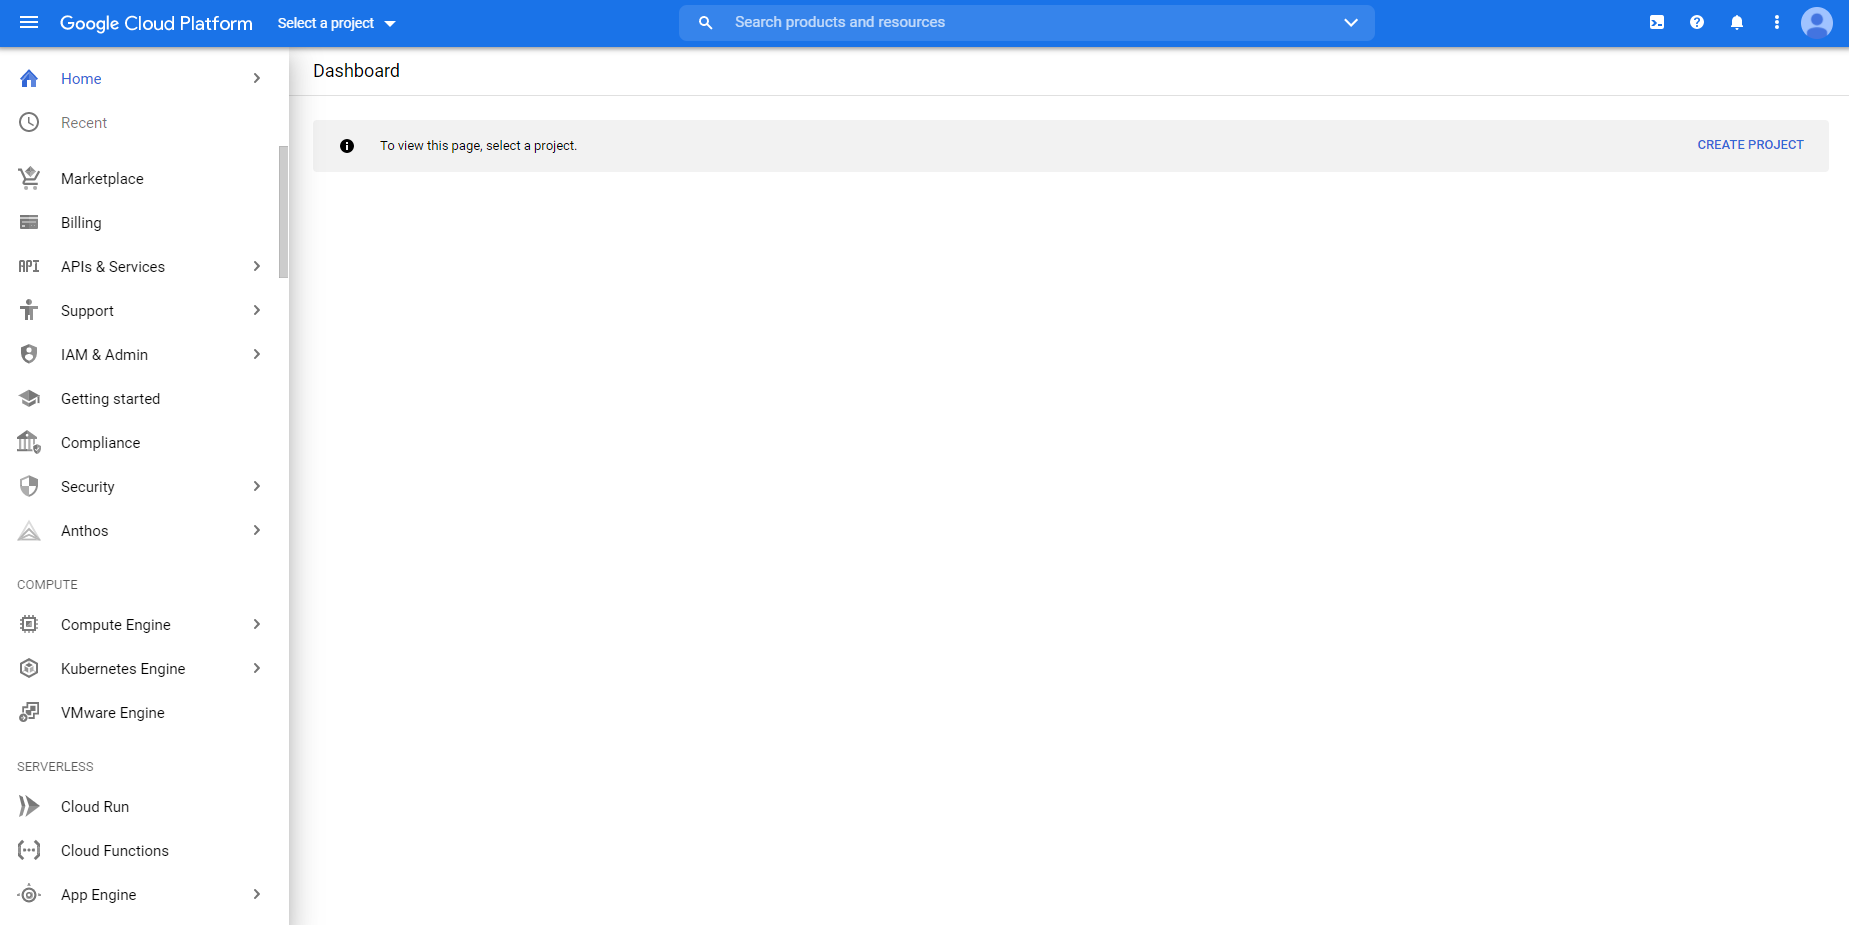 Google Cloud Platform
Select a project
Search products and resources
Home
Recent
Marketplace
Billing
API
APIs & Services
Support
IAM & Admin
Getting started
Compliance
Security
Anthos
COMPUTE
Compute Engine
Kubernetes Engine
VMware Engine
SERVERLESS
Cloud Run
Cloud Functions
App Engine
Dashboard
To view this page, select a project.
CREATE PROJECT